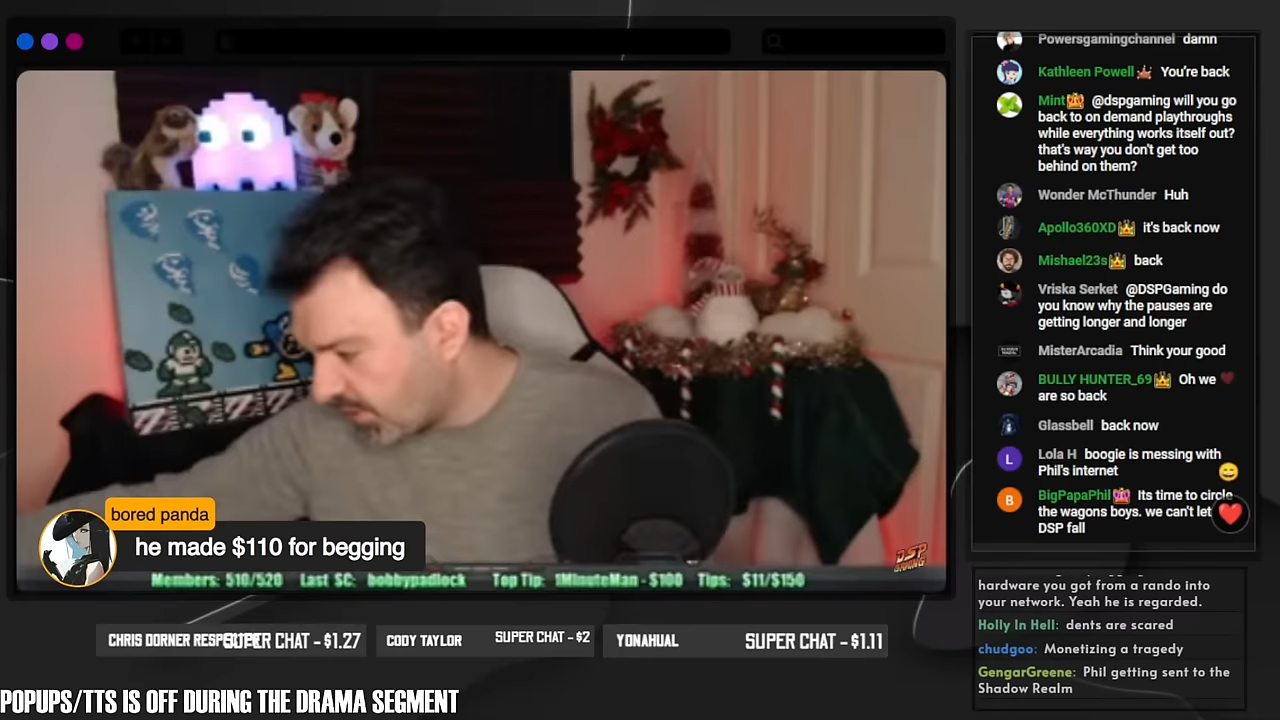 Powersgamingchannel damn
Kathleen Powell You're back
Mint @dspgaming will you go
back to on demand playthroughs
while everything works itself out?
that's way you don't get too
behind on them?
Wonder McThunder Huh
Apollo360XD it's back now
Mishael23s back
Vriska Serket @DSPGaming do
you know why the pauses are
getting longer and longer
MisterArcadia Think your good
BULLY HUNTER_69 Oh we
are so back
Glassbell back now
L
Lola H boogie is messing with
Phil's internet
B
BigPapaPhil Its time to circle
the wagons boys. we can't let
DSP fall
bored panda
he made $110 for begging
DSP
GAMING
Members: 510/520 Last SC: bobbypadlock Top Tip: 1MinuteMan - $100 Tips: $11/$150
hardware you got from a rando into
your network. Yeah he is regarded.
Holly In Hell: dents are scared
chudgoo: Monetizing a tragedy
GengarGreene: Phil getting sent to the
Shadow Realm
SUPER CHAT - $1.27
CODY TAYLOR SUPER CHAT - $2
YONAHUAL SUPER CHAT - $1.11
POPUPS/TTS IS OFF DURING THE DRAMA SEGMENT